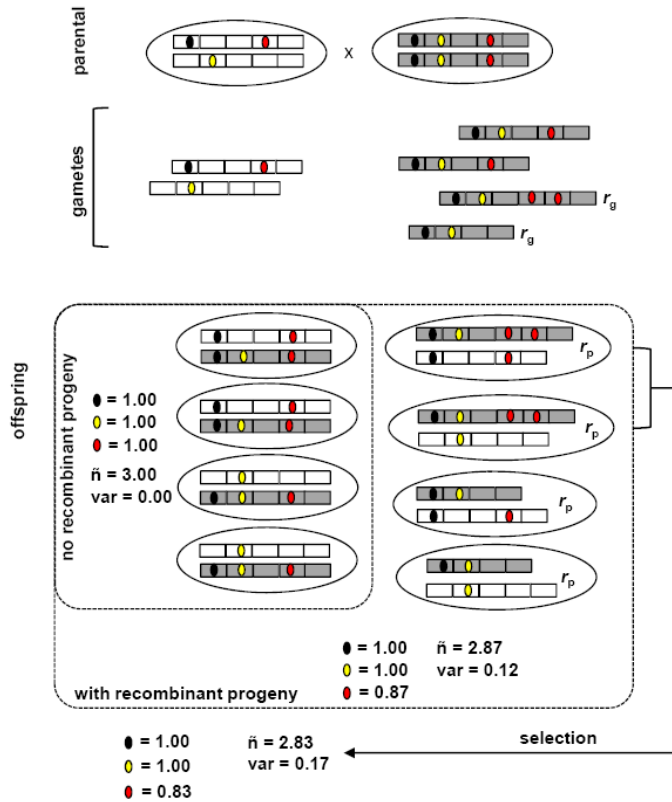 parental
x
gametes
r_g
r_g
offspring
no recombinant progeny
= 1.00
= 1.00
= 1.00
ñ = 3.00
var = 0.00
r_p
r_p
r_p
r_p
= 1.00 ñ = 2.87
= 1.00 var = 0.12
= 0.87
with recombinant progeny
selection
= 1.00 ñ = 2.83
= 1.00 var = 0.17
= 0.83